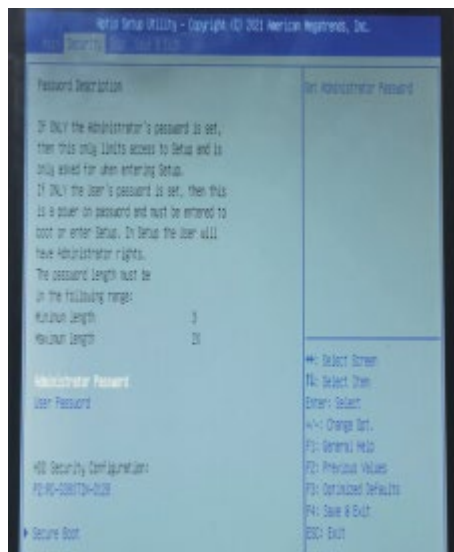 Aptio Setup Utility - Copyright (C) 2021 American Megatrends, Inc.
Main Security Boot Save & Exit
Password Description
Set Administrator Password
If ONLY the Administrator's password is set,
then this only limits access to Setup and is
only asked for when entering Setup.
If ONLY the User's password is set, then this
is a power on password and must be entered to
boot or enter Setup. In Setup the User will
have Administrator rights.
The password length must be
in the following range:
Minimum length 3
Maximum length 20
Administrator Password
User Password
HDD Security Configuration:
Secure Boot
: Select Screen
: Select Item
Enter: Select
+/-: Change Opt.
F1: General Help
F2: Previous Values
F3: Optimized Defaults
F4: Save & Exit
ESC: Exit